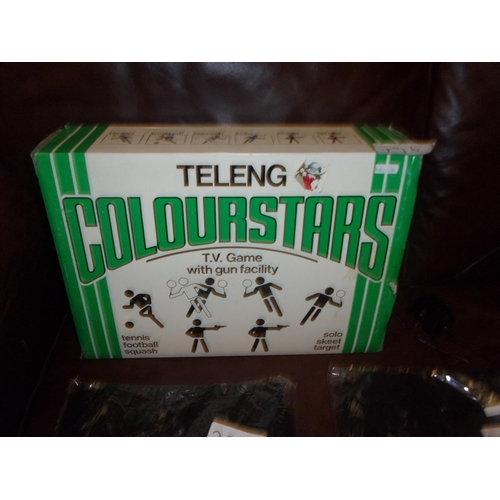 TELENG
COLOURSTARS
T.V. Game
with gun facility
tennis
football
squash
solo
skeet
target